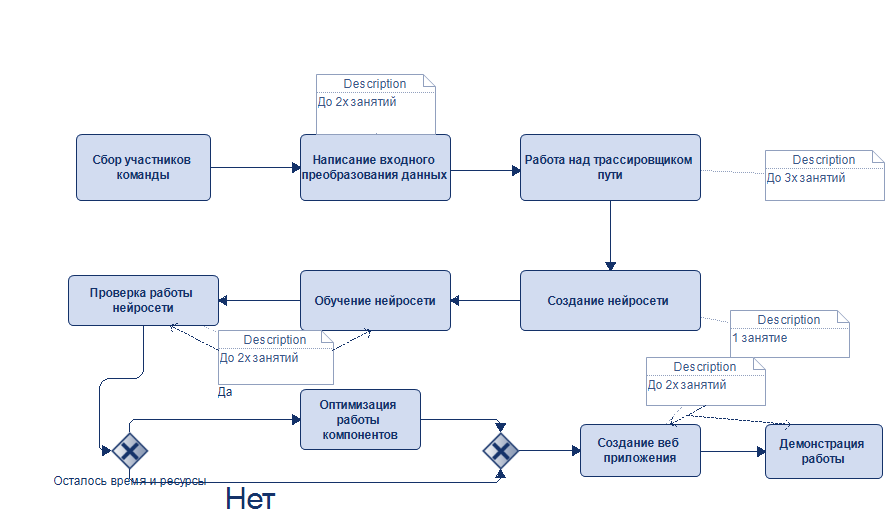 Description
До 2х занятий
Сбор участников
команды
Написание входного
преобразования данных
Работа над трассировщиком
пути
Description
До 3х занятий
Проверка работы
нейросети
Обучение нейросети
Создание нейросети
Description
1 занятие
Description
До 2х занятий
Description
До 2х занятий
Да
Оптимизация
работы
компонентов
Создание веб
приложения
Демонстрация
работы
Осталось время и ресурсы
Нет